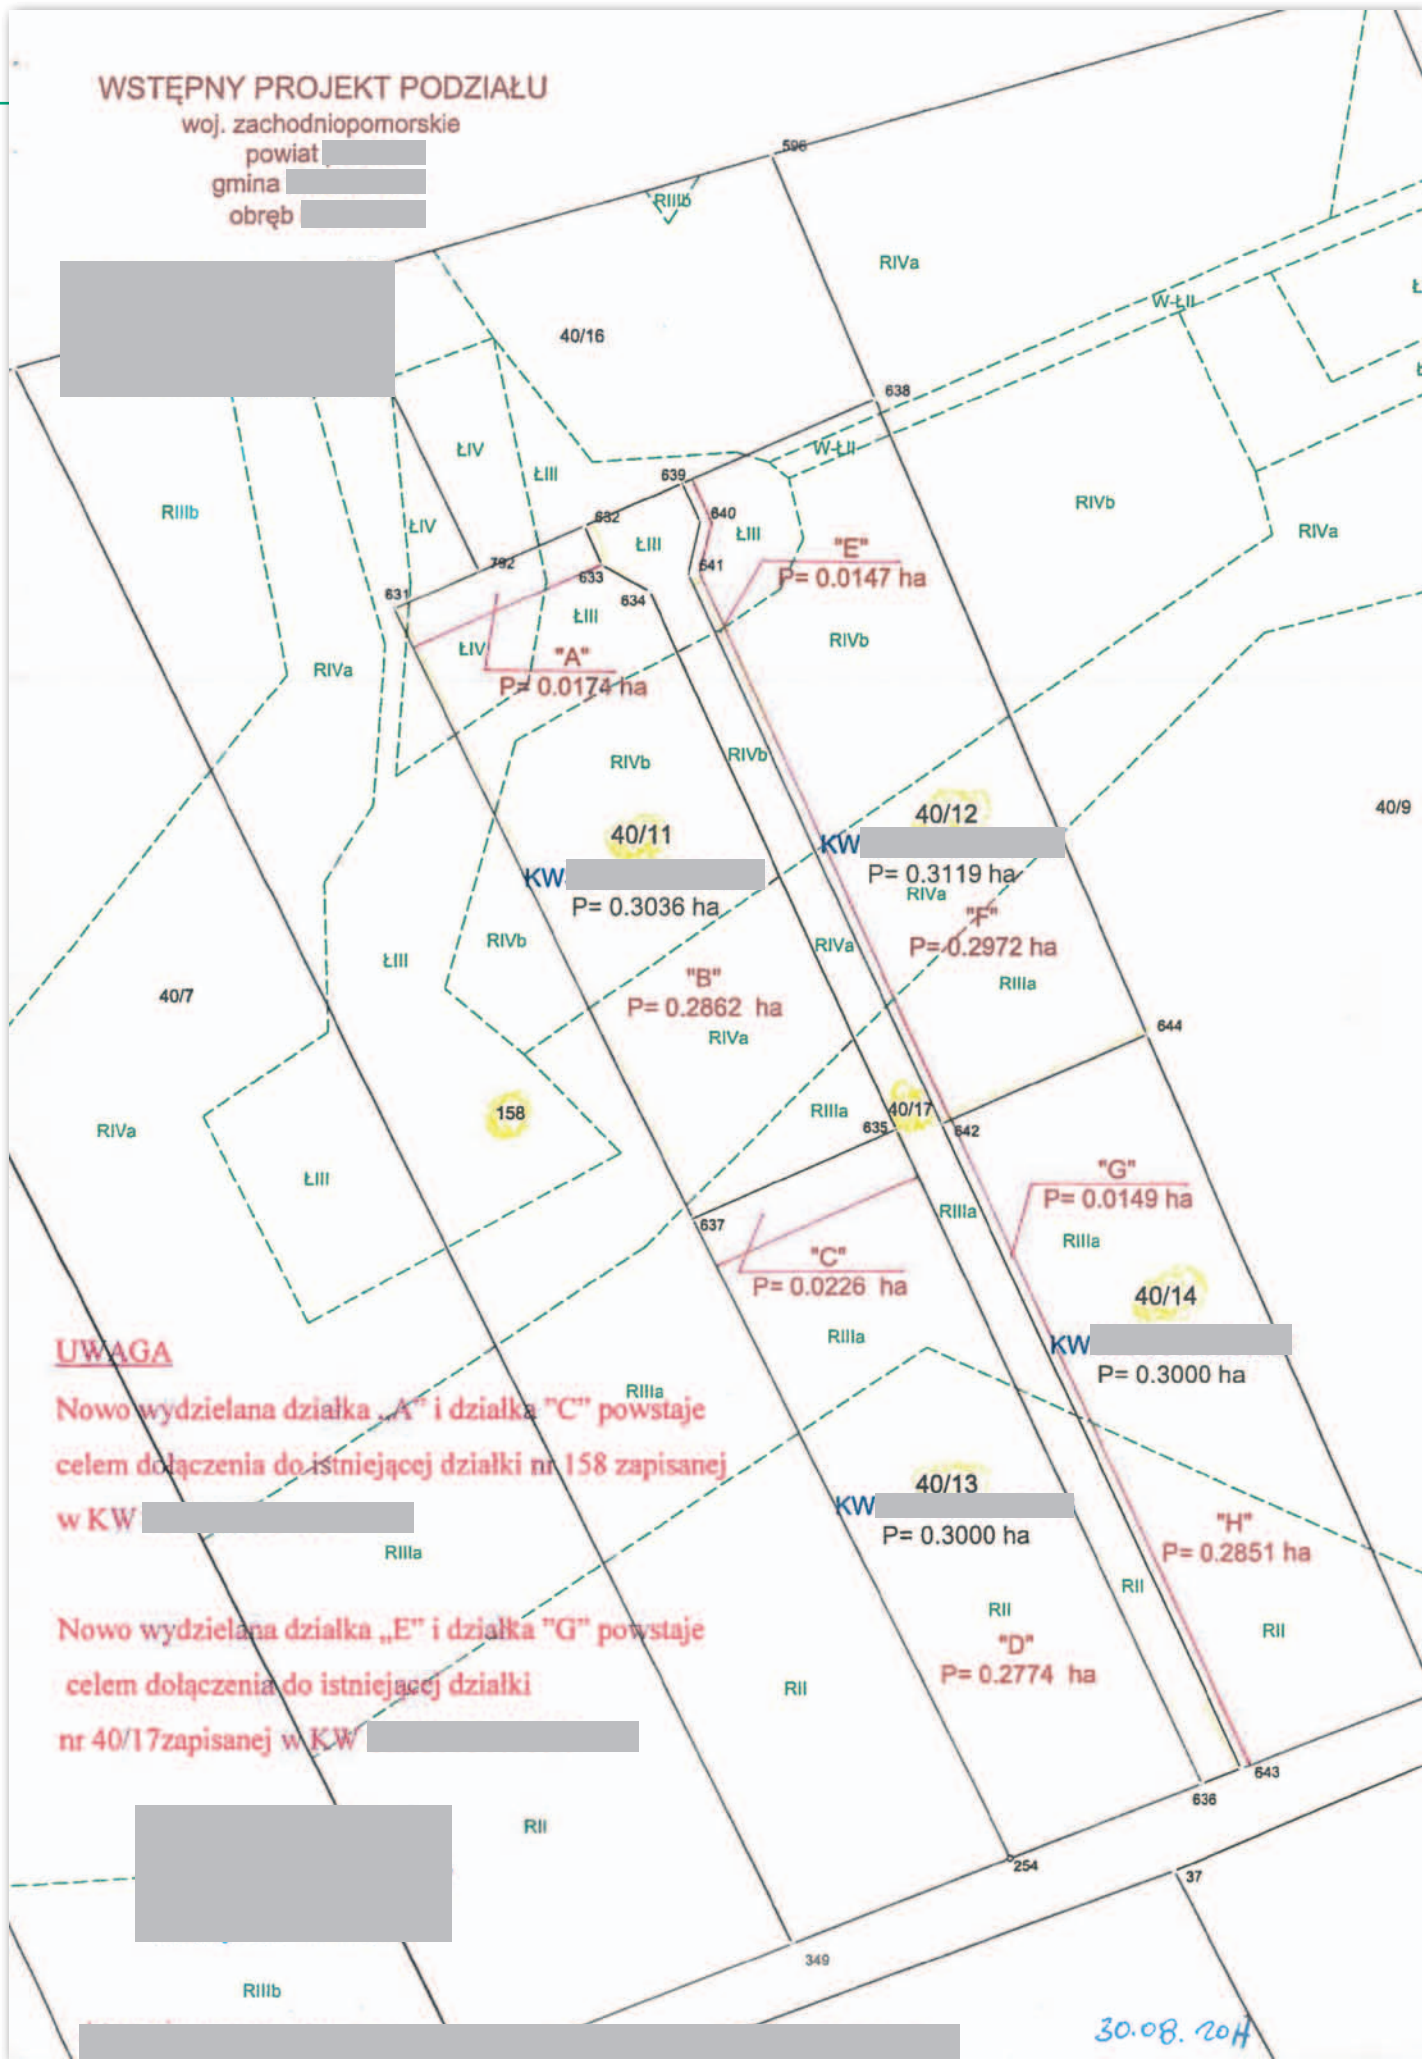 WSTĘPNY PROJEKT PODZIAŁU
woj. zachodniopomorskie
powiat
gmina
obręb
596
RIIIb
RIVa
W-ŁII
40/16
638
ŁIV
ŁIII
W-ŁII
639
RIIIb
640
RIVb
RIVa
632
ŁIV
ŁIII
ŁIII
"E"
P= 0.0147 ha
792
633
641
631
634
ŁIII
RIVb
ŁIV
RIVa
"A"
P= 0.0174 ha
RIVb
RIVb
40/11
40/12
40/9
KW
KW
P= 0.3119 ha
P= 0.3036 ha
RIVa
"F"
RIVb
RIVa
P= 0.2972 ha
ŁIII
"B"
RIIIa
40/7
P= 0.2862 ha
RIVa
644
158
RIIIa
40/17
RIVa
635
642
ŁIII
"G"
P= 0.0149 ha
637
RIIIa
RIIIa
"C"
P= 0.0226 ha
40/14
RIIIa
KW
UWAGA
P= 0.3000 ha
RIIIa
Nowo wydzielana działka „A" i działka "C" powstaje
celem dołączenia do istniejącej działki nr 158 zapisanej
w KW
40/13
KW
P= 0.3000 ha
"H"
P= 0.2851 ha
RIIIa
RII
RII
Nowo wydzielana działka „E" i działka "G" powstaje
RII
"D"
P= 0.2774 ha
celem dołączenia do istniejącej działki
RII
nr 40/17zapisanej w KW
643
636
RII
254
37
349
RIIIb
30.08.